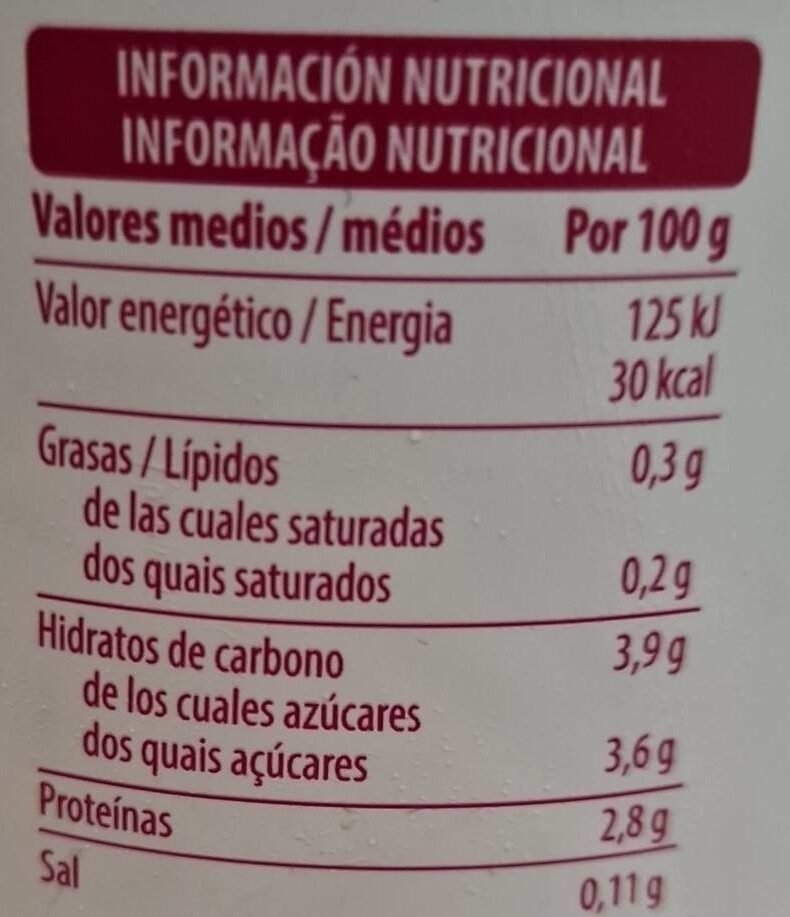 INFORMACIÓN NUTRICIONAL
INFORMAÇÃO NUTRICIONAL
Valores medios / médios Por 100 g
Valor energético / Energia 125 kJ
30 kcal
Grasas / Lípidos 0,3 g
de las cuales saturadas
dos quais saturados 0,2 g
Hidratos de carbono 3,9 g
de los cuales azúcares
dos quais açúcares 3,6 g
Proteínas 2,8 g
Sal 0,11 g